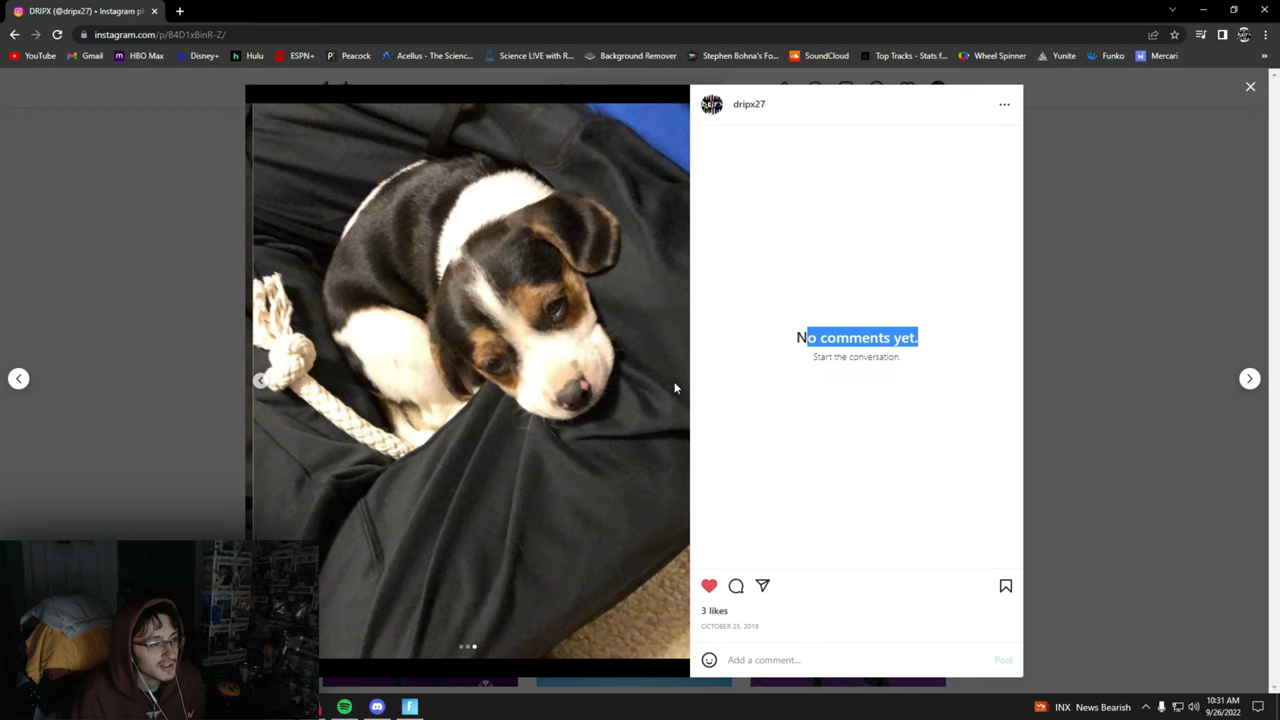 DRIPX (@dripx27) • Instagram ph
instagram.com/p/B4D1xBinR-Z/
YouTube
Gmail
HBO Max
Disney+
Hulu
ESPN+
Peacock
Acellus - The Scienc...
Science LIVE with R...
Background Remover
Stephen Bohna's Fo...
SoundCloud
Top Tracks - Stats f...
Wheel Spinner
Yunite
Funko
Mercari
dripx27
No comments yet.
Start the conversation.
3 likes
OCTOBER 25, 2019
Add a comment...
Post
INX News Bearish
10:31 AM
9/26/2022